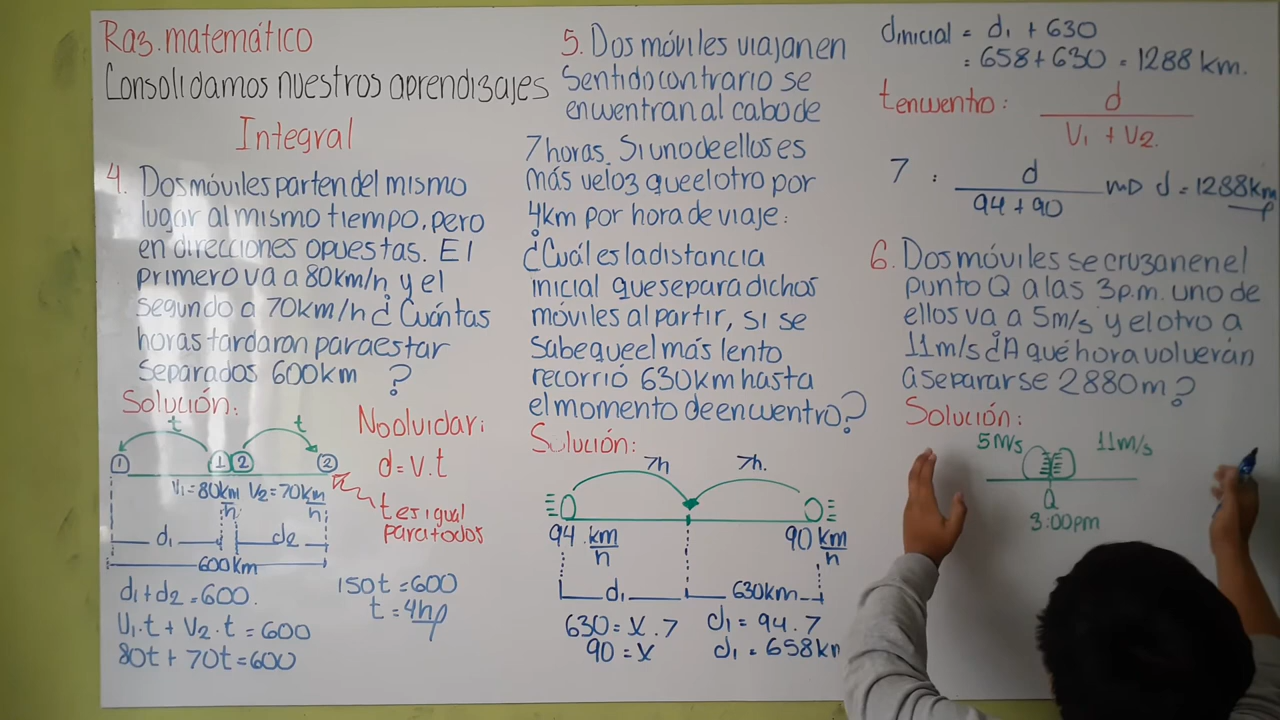 Raz. matemático
Consolidamos nuestros aprendizajes
Integral
4. Dos móviles parten del mismo
lugar al mismo tiempo, pero
en direcciones opuestas. El
primero va a 80km/h y el
segundo a 70km/h ¿Cuántas
horas tardaron para estar
separados 600km ?
Solución:
t t
1 1 2 2
V1=80km/h V2=70km/h
d1 d2
600km
d1+d2=600.
V1.t + V2.t =600
80t+70t=600
No olvidar:
d=v.t
t es igual
para todos
150t=600
t=4h
5. Dos móviles viajan en
Sentido contrario se
encuentran al cabo de
7horas. Si uno de ellos es
más veloz que el otro por
4km por hora de viaje:
¿Cuál es la distancia
inicial que separa dichos
móviles al partir, si se
sabe que el más lento
recorrió 630km hasta
el momento de encuentro?
Solución:
7h 7h.
94 km/h 90 km/h
d1 630km
630=x.7
90=x
d1=94.7
d1=658km
dinicial = d1 + 630
= 658+630 = 1288 km.
tencuentro: d / V1 + V2.
7 : d / 94+90 d=1288km
6. Dos móviles se cruzan en el
punto Q a las 3p.m. uno de
ellos va a 5m/s y el otro a
11m/s ¿A qué hora volverán
a separarse 2880m?
Solución:
5m/s 11m/s
Q
3:00pm